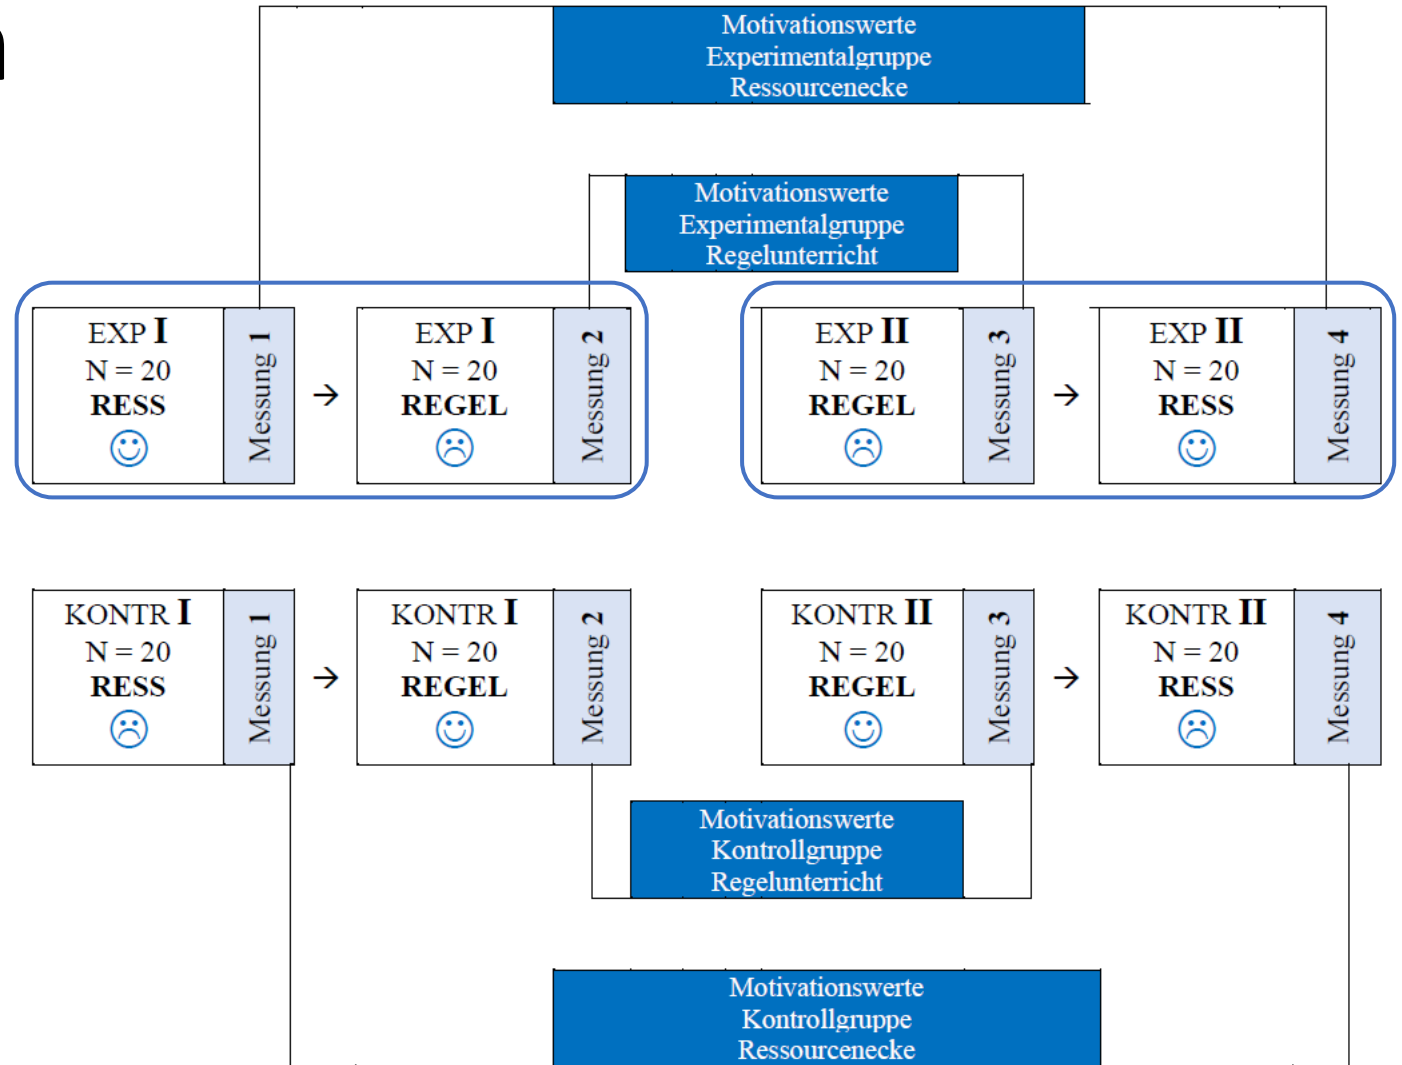 Motivationswerte
Experimentalgruppe
Ressourcenecke
Motivationswerte
Experimentalgruppe
Regelunterricht
EXP I
N = 20
RESS
Messung 1
→
EXP I
N = 20
REGEL
Messung 2
EXP II
N = 20
REGEL
Messung 3
→
EXP II
N = 20
RESS
Messung 4
KONTR I
N = 20
RESS
Messung 1
→
KONTR I
N = 20
REGEL
Messung 2
KONTR II
N = 20
REGEL
Messung 3
→
KONTR II
N = 20
RESS
Messung 4
Motivationswerte
Kontrollgruppe
Regelunterricht
Motivationswerte
Kontrollgruppe
Ressourcenecke